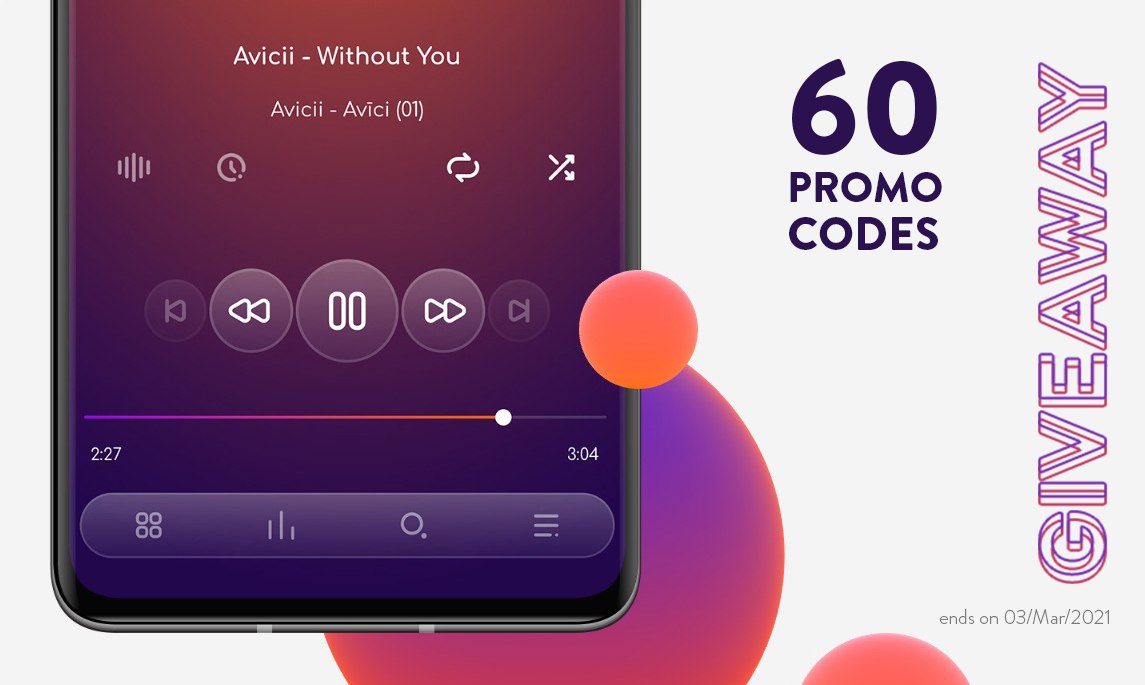 Avicii - Without You
Avicii - Avīci (01)
2:27
3:04
60
PROMO
CODES
GIVEAWAY
ends on 03/Mar/2021